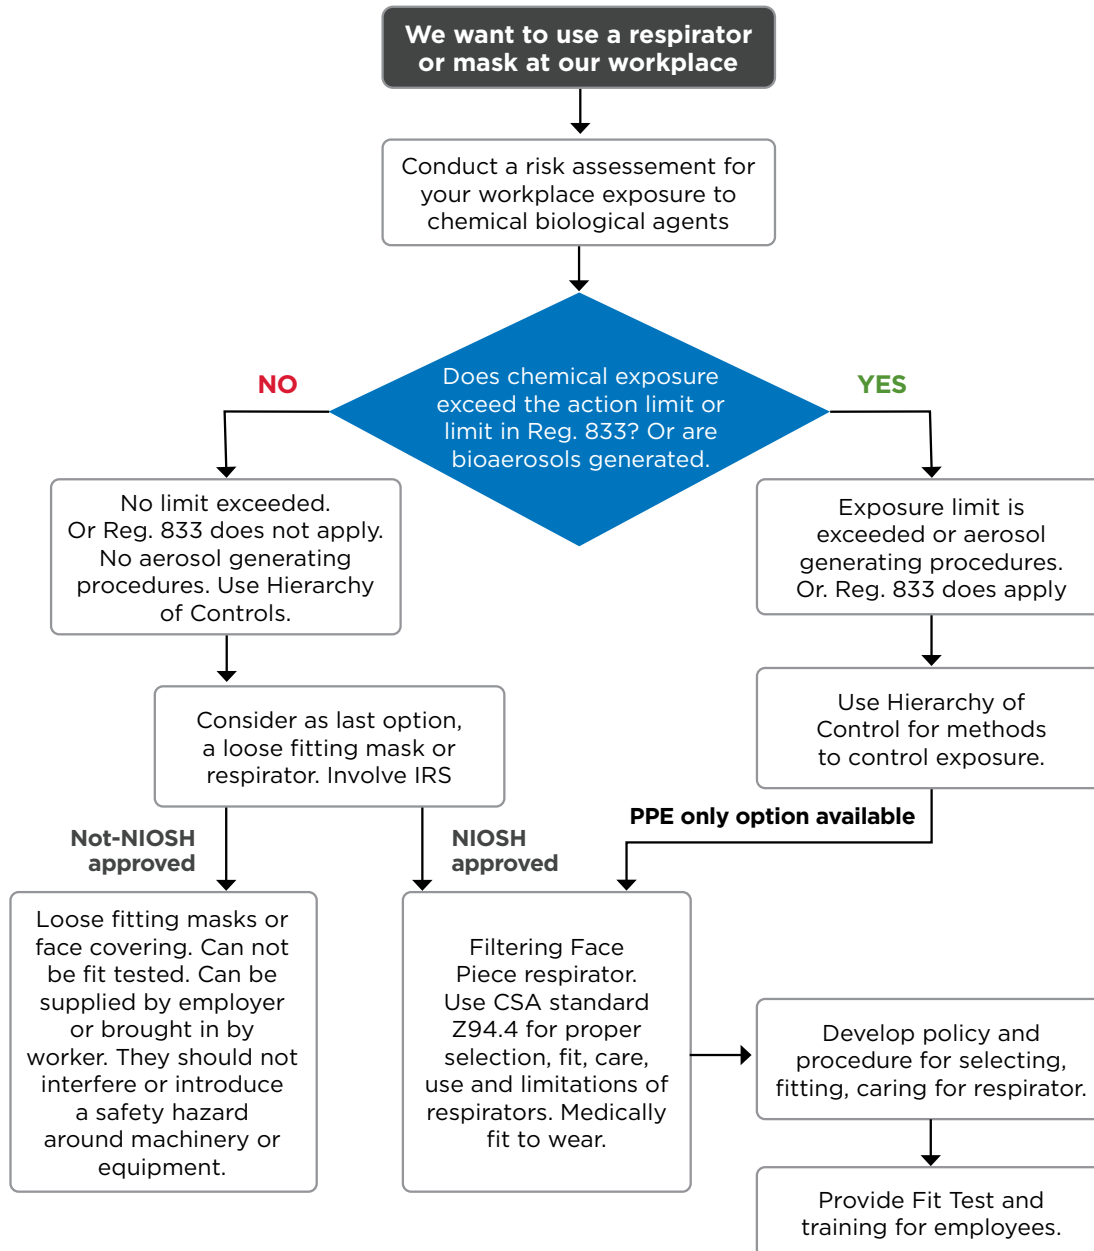 We want to use a respirator
or mask at our workplace
Conduct a risk assessement for
your workplace exposure to
chemical biological agents
Does chemical exposure
exceed the action limit or
limit in Reg. 833? Or are
bioaerosols generated.
NO
YES
No limit exceeded.
Or Reg. 833 does not apply.
No aerosol generating
procedures. Use Hierarchy
of Controls.
Exposure limit is
exceeded or aerosol
generating procedures.
Or. Reg. 833 does apply
Consider as last option,
a loose fitting mask or
respirator. Involve IRS
Use Hierarchy of
Control for methods
to control exposure.
Not-NIOSH
approved
NIOSH
approved
PPE only option available
Loose fitting masks or
face covering. Can not
be fit tested. Can be
supplied by employer
or brought in by
worker. They should not
interfere or introduce
a safety hazard
around machinery or
equipment.
Filtering Face
Piece respirator.
Use CSA standard
Z94.4 for proper
selection, fit, care,
use and limitations of
respirators. Medically
fit to wear.
Develop policy and
procedure for selecting,
fitting, caring for respirator.
Provide Fit Test and
training for employees.